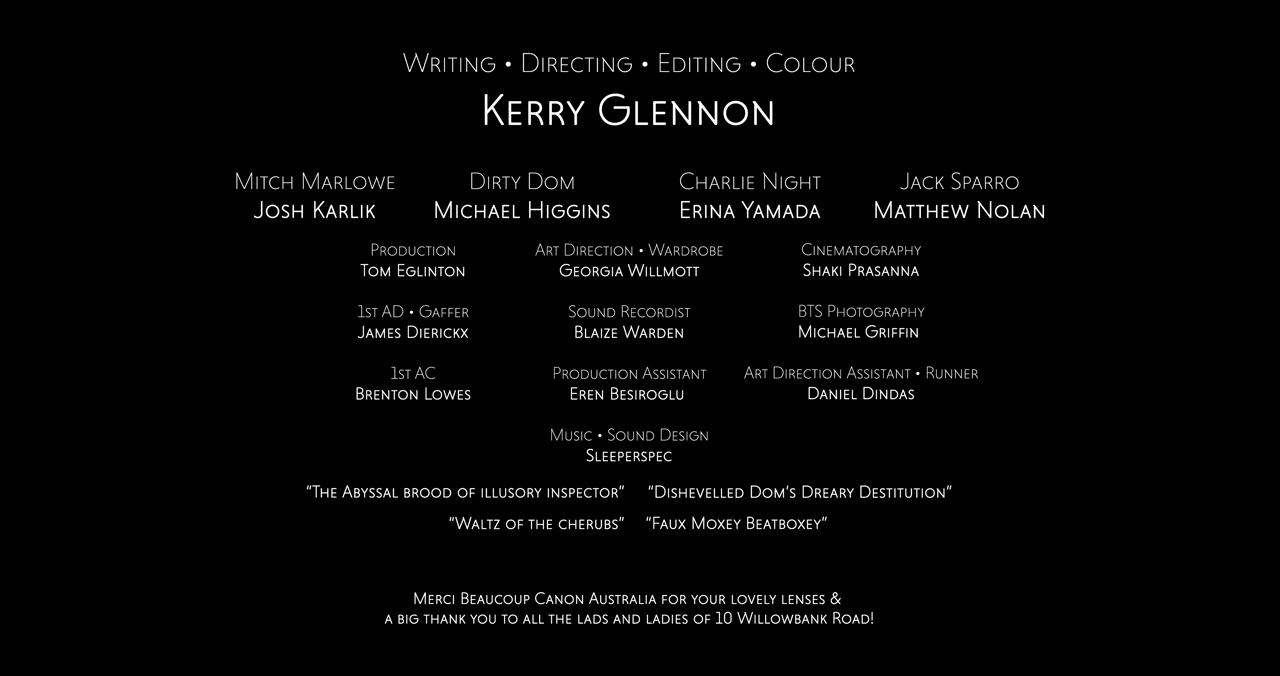 Writing • Directing • Editing • Colour
Kerry Glennon
Mitch Marlowe Dirty Dom Charlie Night Jack Sparro
Josh Karlik Michael Higgins Erina Yamada Matthew Nolan
Production Art Direction • Wardrobe Cinematography
Tom Eglinton Georgia Willmott Shaki Prasanna
1st AD • Gaffer Sound Recordist BTS Photography
James Dierickx Blaize Warden Michael Griffin
1st AC Production Assistant Art Direction Assistant • Runner
Brenton Lowes Eren Besiroglu Daniel Dindas
Music • Sound Design
Sleeperspec
“The Abyssal brood of illusory inspector” “Dishevelled Dom’s Dreary Destitution”
“Waltz of the cherubs” “Faux Moxey Beatboxey”
Merci Beaucoup Canon Australia for your lovely lenses &
a big thank you to all the lads and ladies of 10 Willowbank Road!